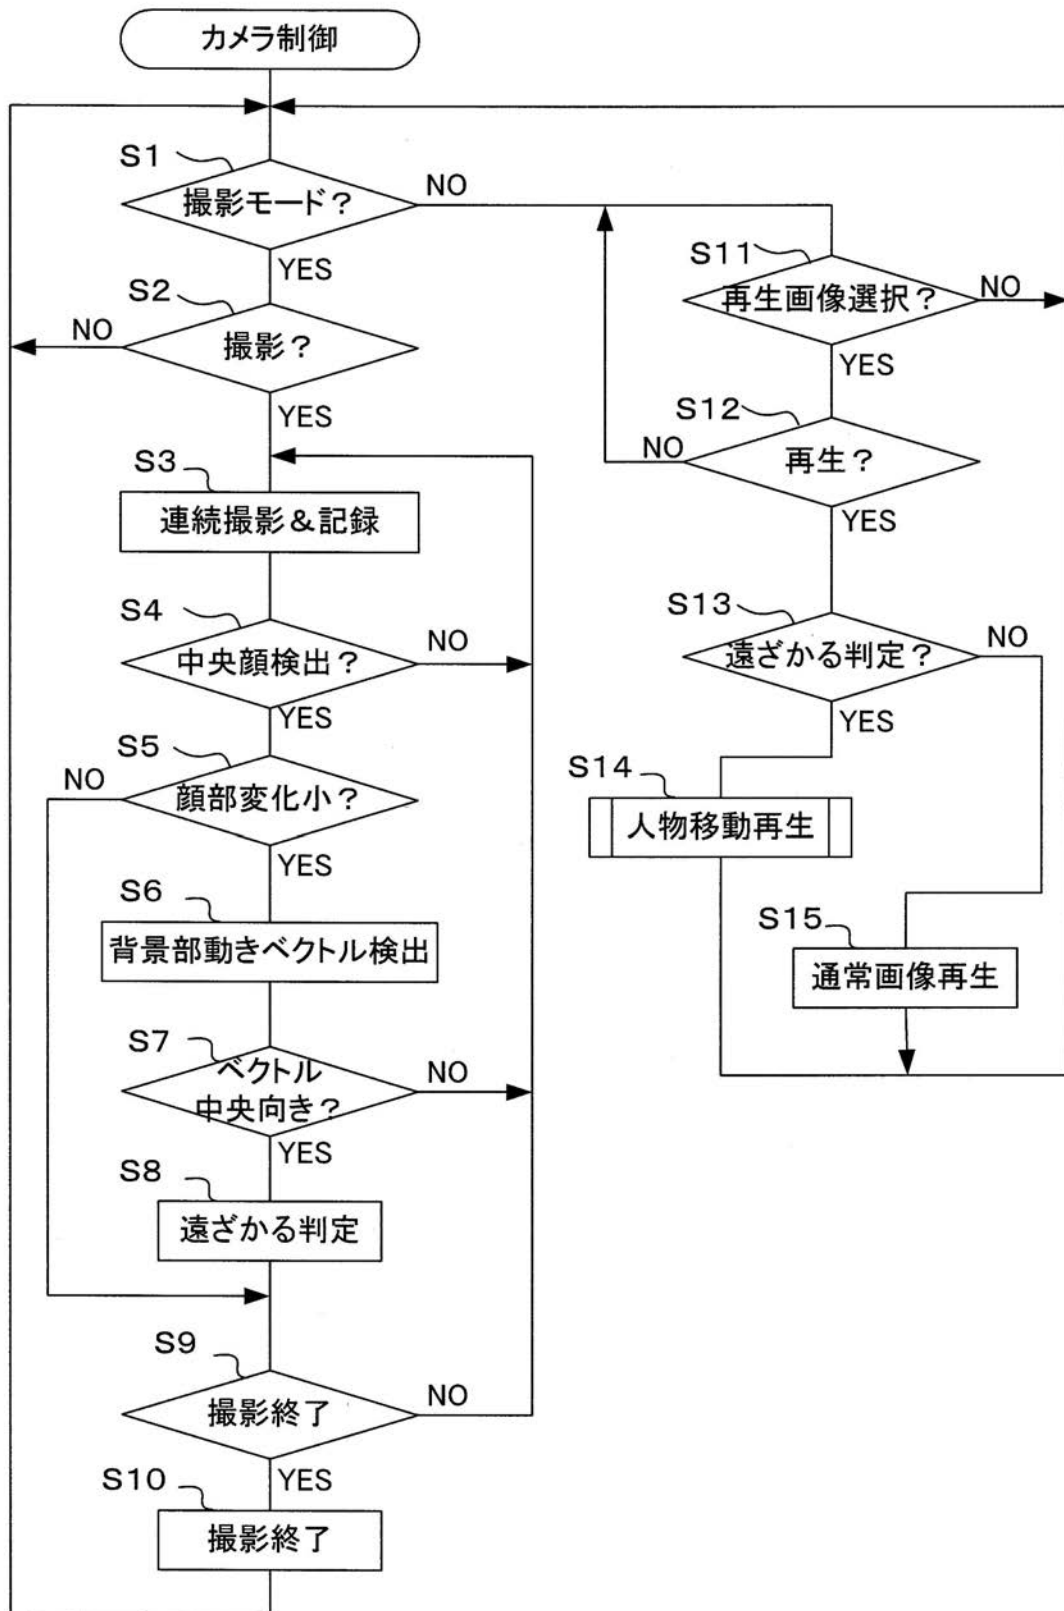 カメラ制御
S1
撮影モード?
NO
YES
S2
撮影?
NO
YES
S3
連続撮影&記録
S4
中央顔検出?
NO
YES
S5
顔部変化小?
NO
YES
S6
背景部動きベクトル検出
S7
ベクトル
中央向き?
NO
YES
S8
遠ざかる判定
S9
撮影終了
NO
YES
S10
撮影終了
S11
再生画像選択?
NO
YES
S12
再生?
NO
YES
S13
遠ざかる判定?
NO
YES
S14
人物移動再生
S15
通常画像再生